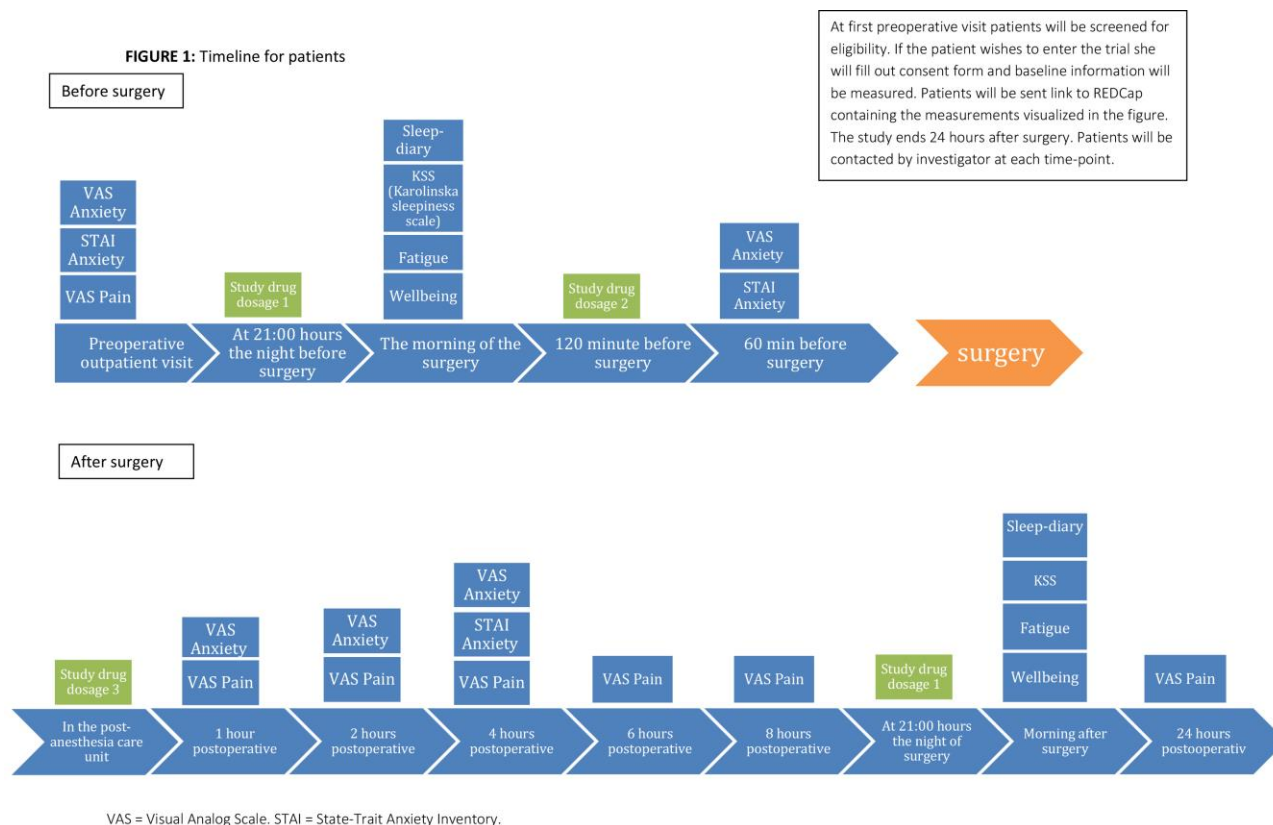 FIGURE 1: Timeline for patients
At first preoperative visit patients will be screened for
eligibility. If the patient wishes to enter the trial she
will fill out consent form and baseline information will
be measured. Patients will be sent link to REDCap
containing the measurements visualized in the figure.
The study ends 24 hours after surgery. Patients will be
contacted by investigator at each time-point.
Before surgery
VAS
Anxiety
STAI
Anxiety
VAS Pain
Preoperative
outpatient visit
Study drug
dosage 1
At 21:00 hours
the night before
surgery
Sleep-
diary
KSS
(Karolinska
sleepiness
scale)
Fatigue
Wellbeing
The morning of the
surgery
Study drug
dosage 2
120 minute before
surgery
VAS
Anxiety
STAI
Anxiety
60 min before
surgery
surgery
After surgery
Study drug
dosage 3
In the post-
anesthesia care
unit
VAS
Anxiety
VAS Pain
1 hour
postoperative
VAS
Anxiety
VAS Pain
2 hours
postoperative
VAS
Anxiety
STAI
Anxiety
VAS Pain
4 hours
postoperative
VAS Pain
6 hours
postoperative
VAS Pain
8 hours
postoperative
Study drug
dosage 1
At 21:00 hours
the night of
surgery
Sleep-diary
KSS
Fatigue
Wellbeing
Morning after
surgery
VAS Pain
24 hours
postooperativ
VAS = Visual Analog Scale. STAI = State-Trait Anxiety Inventory.